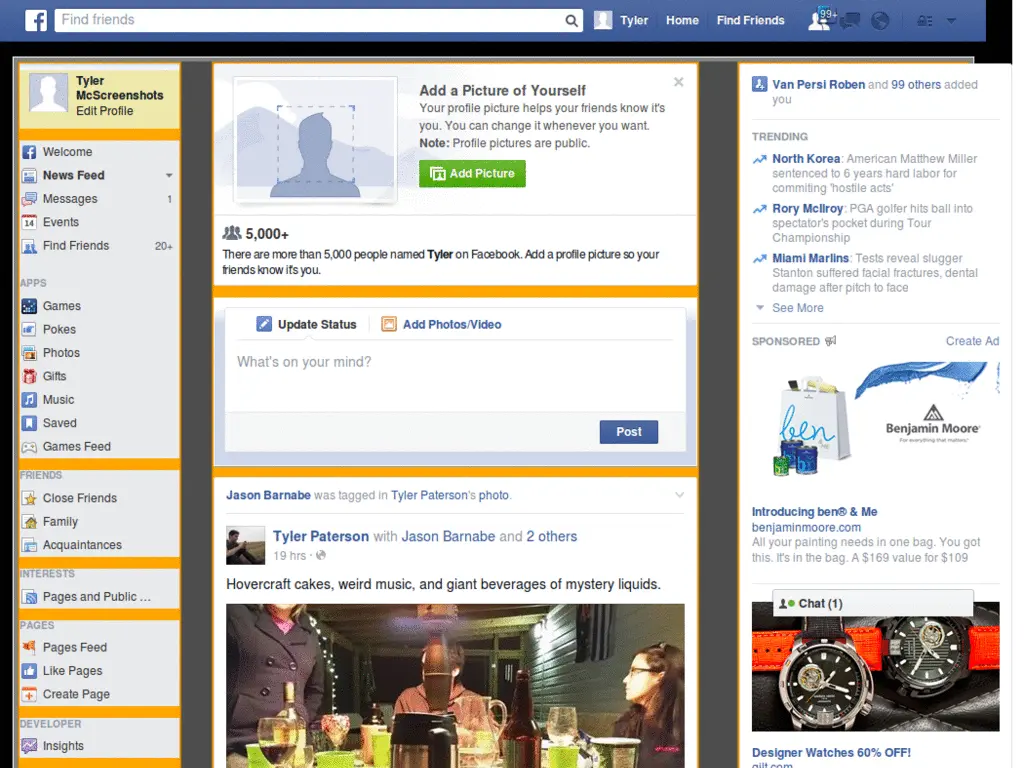 Find friends
Tyler
Home
Find Friends
99+
Tyler
McScreenshots
Edit Profile
Welcome
News Feed
Messages 1
14 Events
Find Friends 20+
APPS
Games
Pokes
Photos
Gifts
Music
Saved
Games Feed
FRIENDS
Close Friends
Family
Acquaintances
INTERESTS
Pages and Public ...
PAGES
Pages Feed
Like Pages
Create Page
DEVELOPER
Insights
Add a Picture of Yourself
Your profile picture helps your friends know it's
you. You can change it whenever you want.
Note: Profile pictures are public.
Add Picture
5,000+
There are more than 5,000 people named Tyler on Facebook. Add a profile picture so your
friends know it's you.
Update Status
Add Photos/Video
What's on your mind?
Post
Jason Barnabe was tagged in Tyler Paterson's photo.
Tyler Paterson with Jason Barnabe and 2 others
19 hrs ·
Hovercraft cakes, weird music, and giant beverages of mystery liquids.
Van Persi Roben and 99 others added
you
TRENDING
North Korea: American Matthew Miller
sentenced to 6 years hard labor for
commiting 'hostile acts'
Rory McIlroy: PGA golfer hits ball into
spectator's pocket during Tour
Championship
Miami Marlins: Tests reveal slugger
Stanton suffered facial fractures, dental
damage after pitch to face
See More
SPONSORED
Create Ad
ben
Benjamin Moore
For everything that matters
Introducing ben® & Me
benjaminmoore.com
All your painting needs in one bag. You got
this. It's in the bag. A $169 value for $109
Chat (1)
Designer Watches 60% OFF!
gilt.com